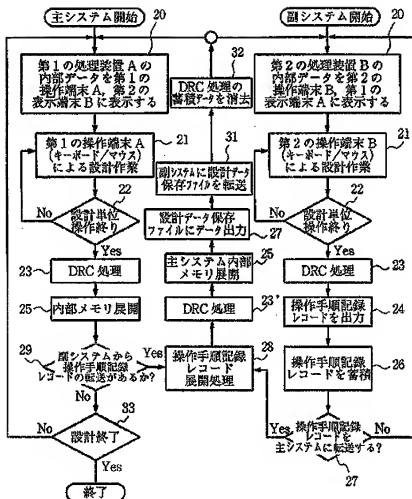 主システム開始
20
第1の処理装置Aの
内部データを第1の
操作端末A,第2の
表示端末Bに表示する
21
第1の操作端末A
(キーボード/マウス)
による設計作業
22
設計単位
操作終り
No
Yes
23
DRC処理
25
内部メモリ展開
29
副システムから
操作手順記録
レコードの転送があるか?
Yes
No
33
設計終了
No
Yes
終了
32
DRC処理の
蓄積データを消去
31
副システムに設計データ
保存ファイルを転送
設計データ保存
ファイルにデータ出力
27
主システム内部
メモリ展開
25
DRC処理
23'
操作手順記録
レコード
展開処理
28
副システム開始
20
第2の処理装置Bの
内部データを第2の
操作端末B,第1の
表示端末Aに表示する
21
第2の操作端末B
(キーボード/マウス)
による設計作業
22
設計単位
操作終り
No
Yes
DRC処理
23
操作手順記録
レコードを出力
24
操作手順記録
レコードを蓄積
26
操作手順記録
レコードを
主システムに転送する?
Yes
No
27